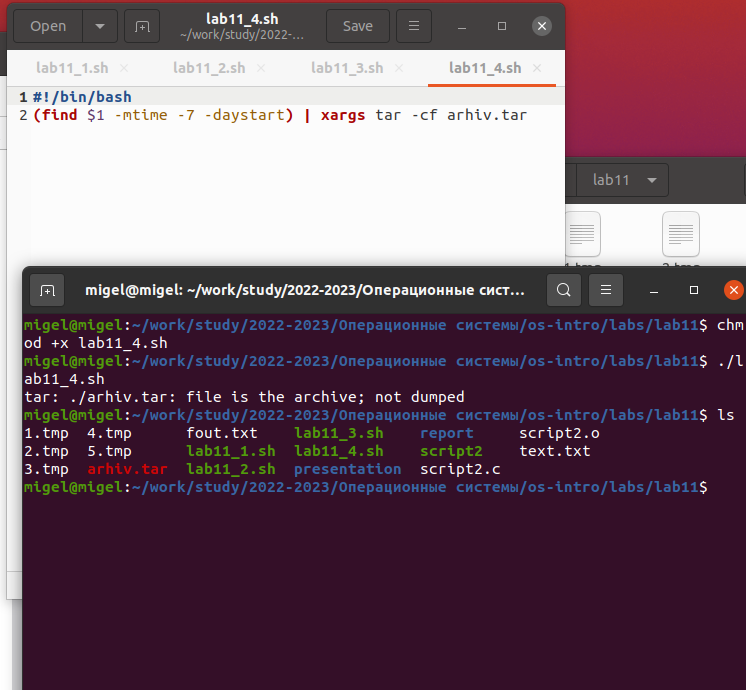 Open
lab11_4.sh
~/work/study/2022-...
Save
lab11_1.sh
lab11_2.sh
lab11_3.sh
lab11_4.sh
1 #!/bin/bash
2 (find $1 -mtime -7 -daystart) | xargs tar -cf arhiv.tar
lab11
migel@migel: ~/work/study/2022-2023/Операционные сист...
migel@migel:~/work/study/2022-2023/Операционные системы/os-intro/labs/lab11$ chm
od +x lab11_4.sh
migel@migel:~/work/study/2022-2023/Операционные системы/os-intro/labs/lab11$ ./l
ab11_4.sh
tar: ./arhiv.tar: file is the archive; not dumped
migel@migel:~/work/study/2022-2023/Операционные системы/os-intro/labs/lab11$ ls
1.tmp 4.tmp fout.txt lab11_3.sh report script2.o
2.tmp 5.tmp lab11_1.sh lab11_4.sh script2 text.txt
3.tmp arhiv.tar lab11_2.sh presentation script2.c
migel@migel:~/work/study/2022-2023/Операционные системы/os-intro/labs/lab11$